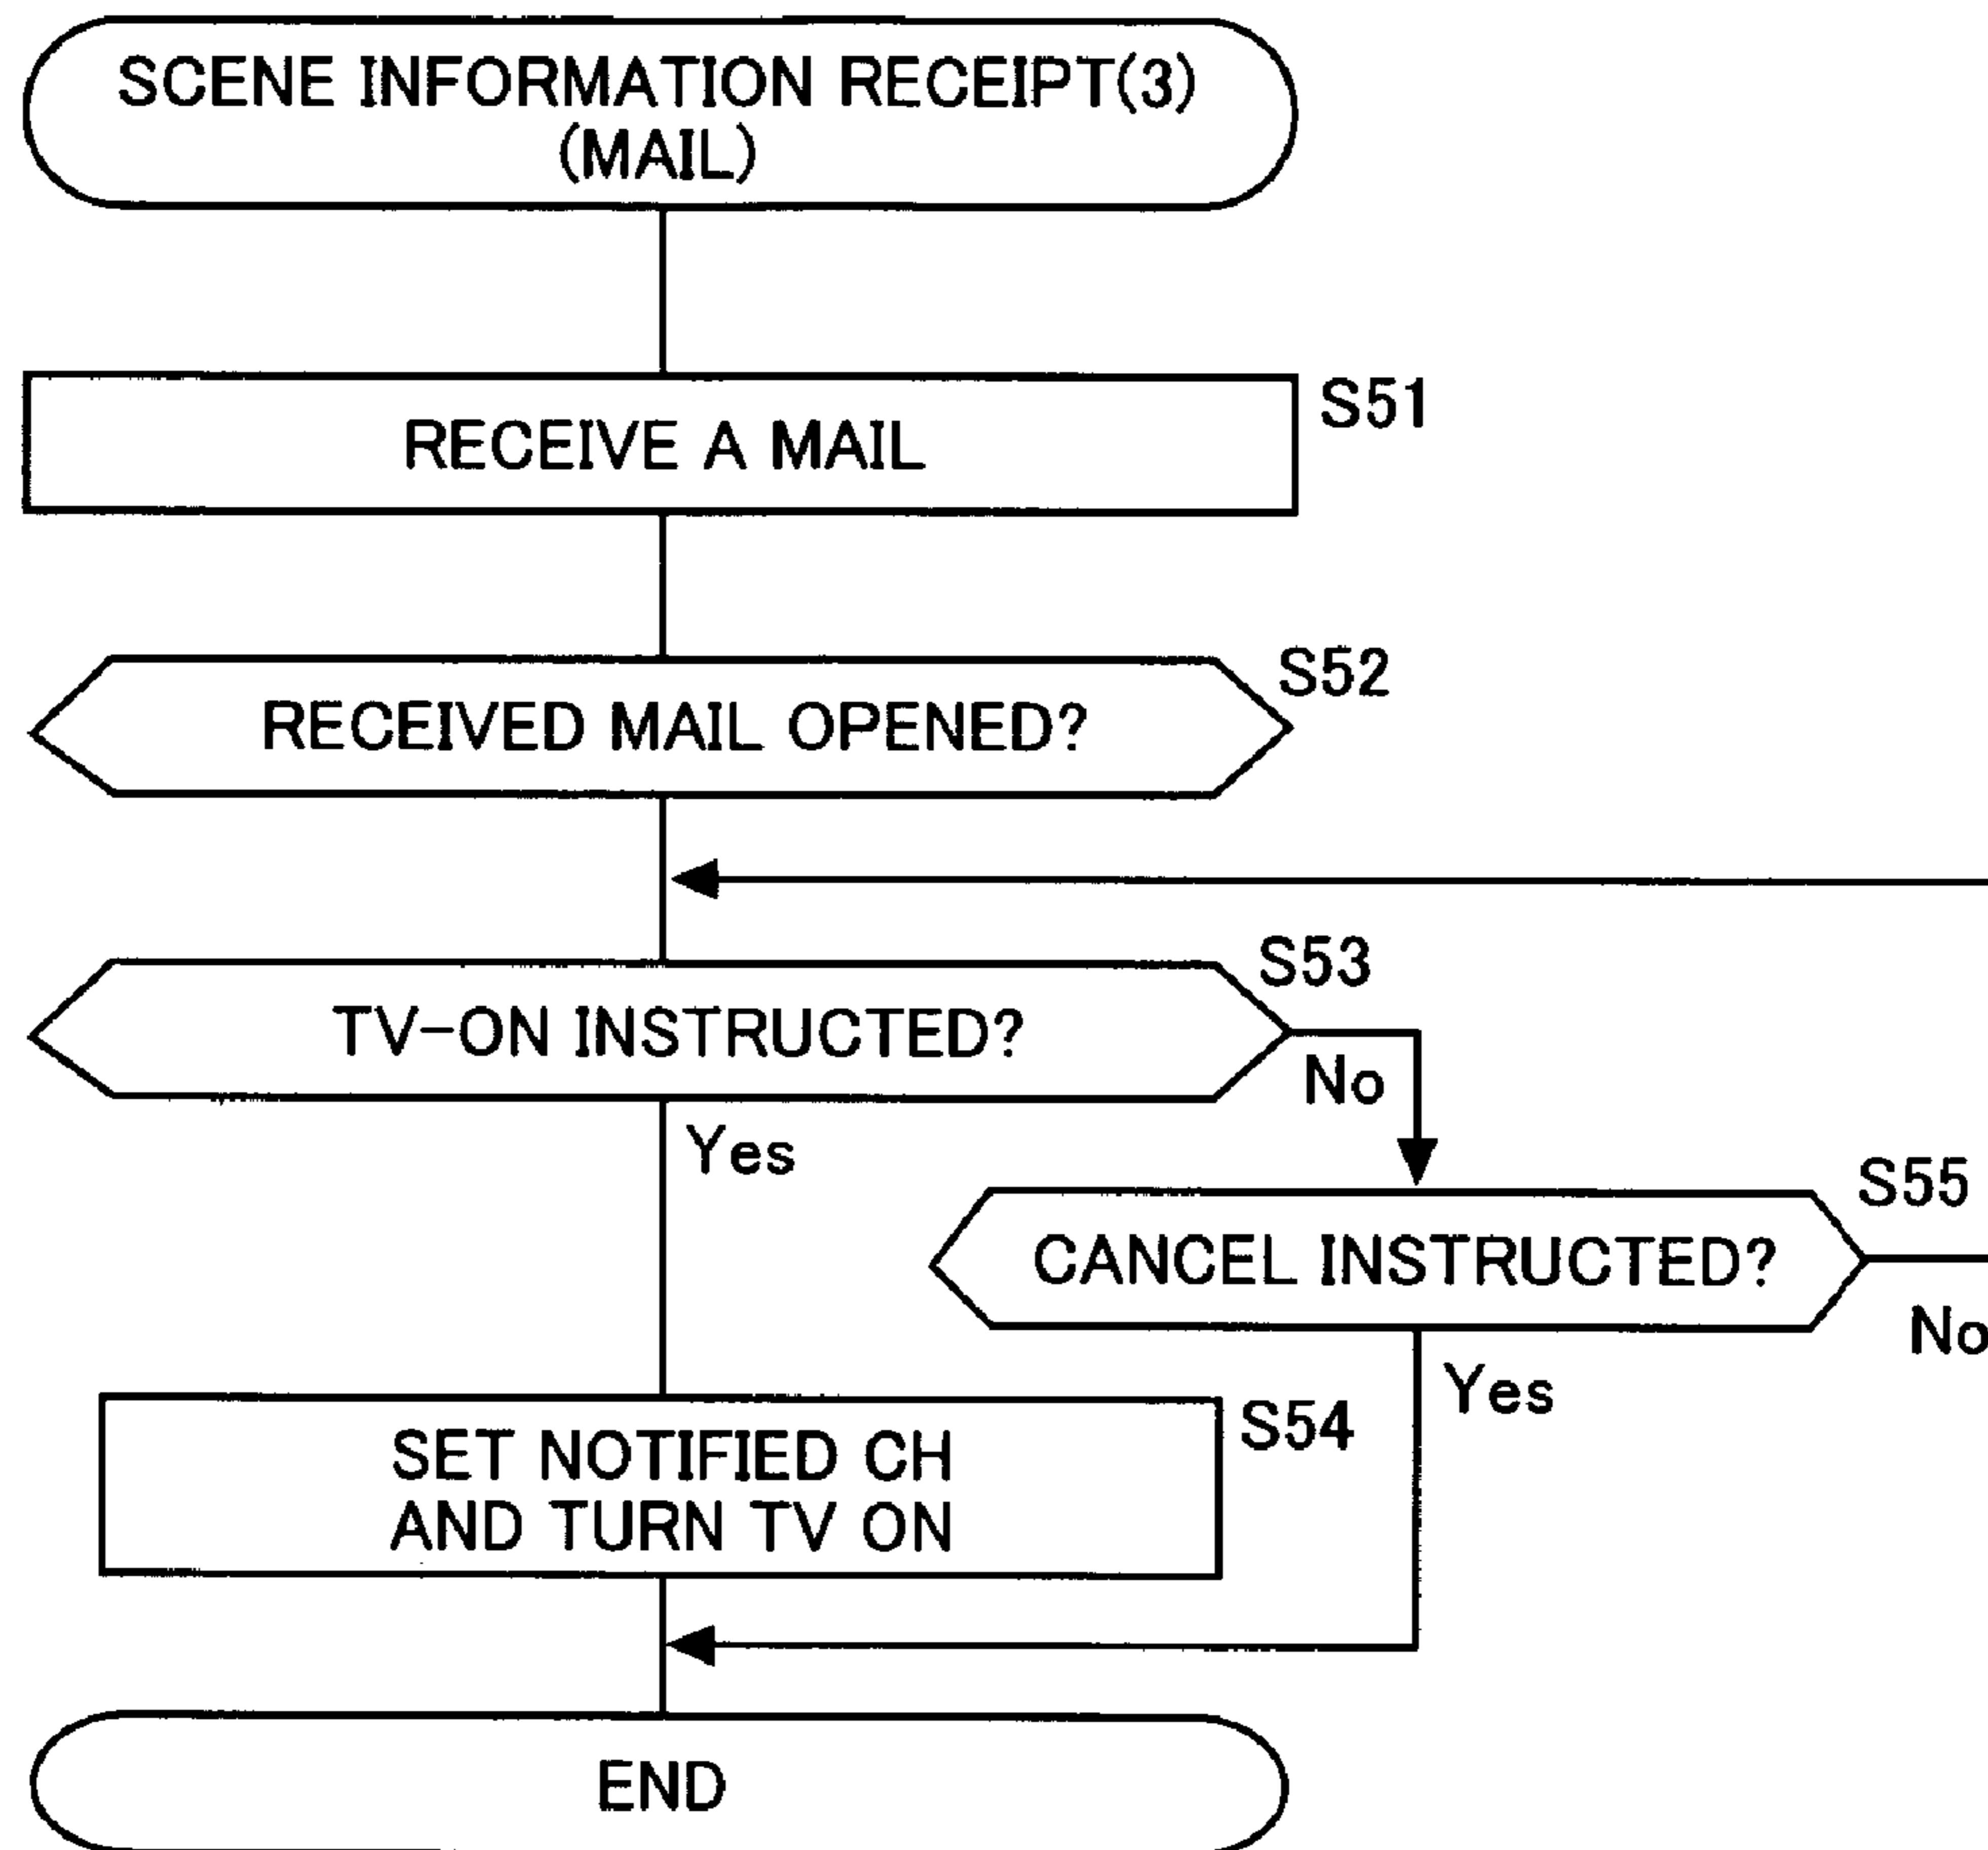 SCENE INFORMATION RECEIPT(3)
(MAIL)
RECEIVE A MAIL
S51
RECEIVED MAIL OPENED?
S52
TV-ON INSTRUCTED?
S53
No
Yes
CANCEL INSTRUCTED?
S55
No
Yes
SET NOTIFIED CH
AND TURN TV ON
S54
END